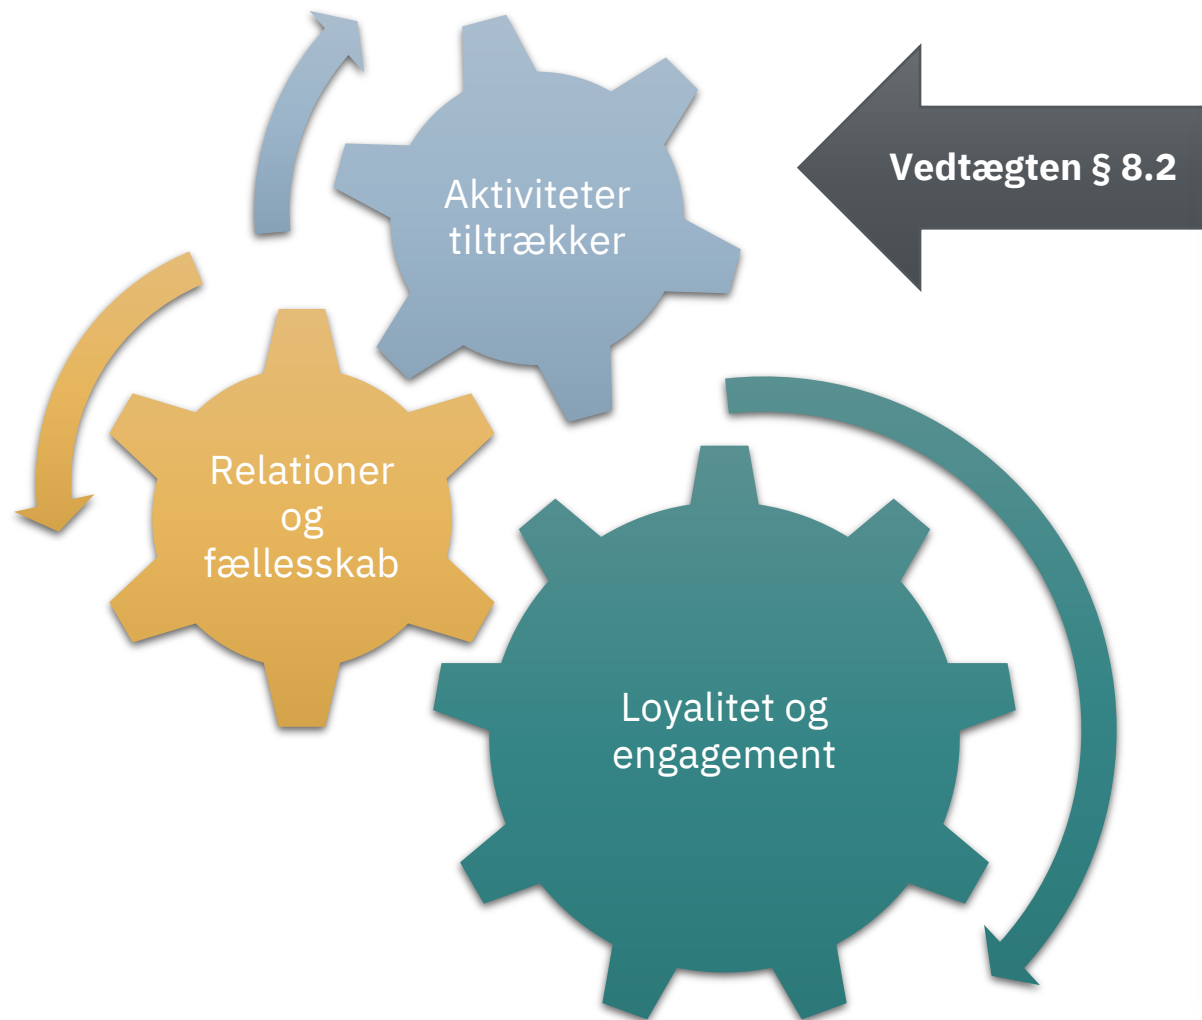 Aktiviteter
tiltrækker
Vedtægten § 8.2
Relationer
og
fællesskab
Loyalitet og
engagement